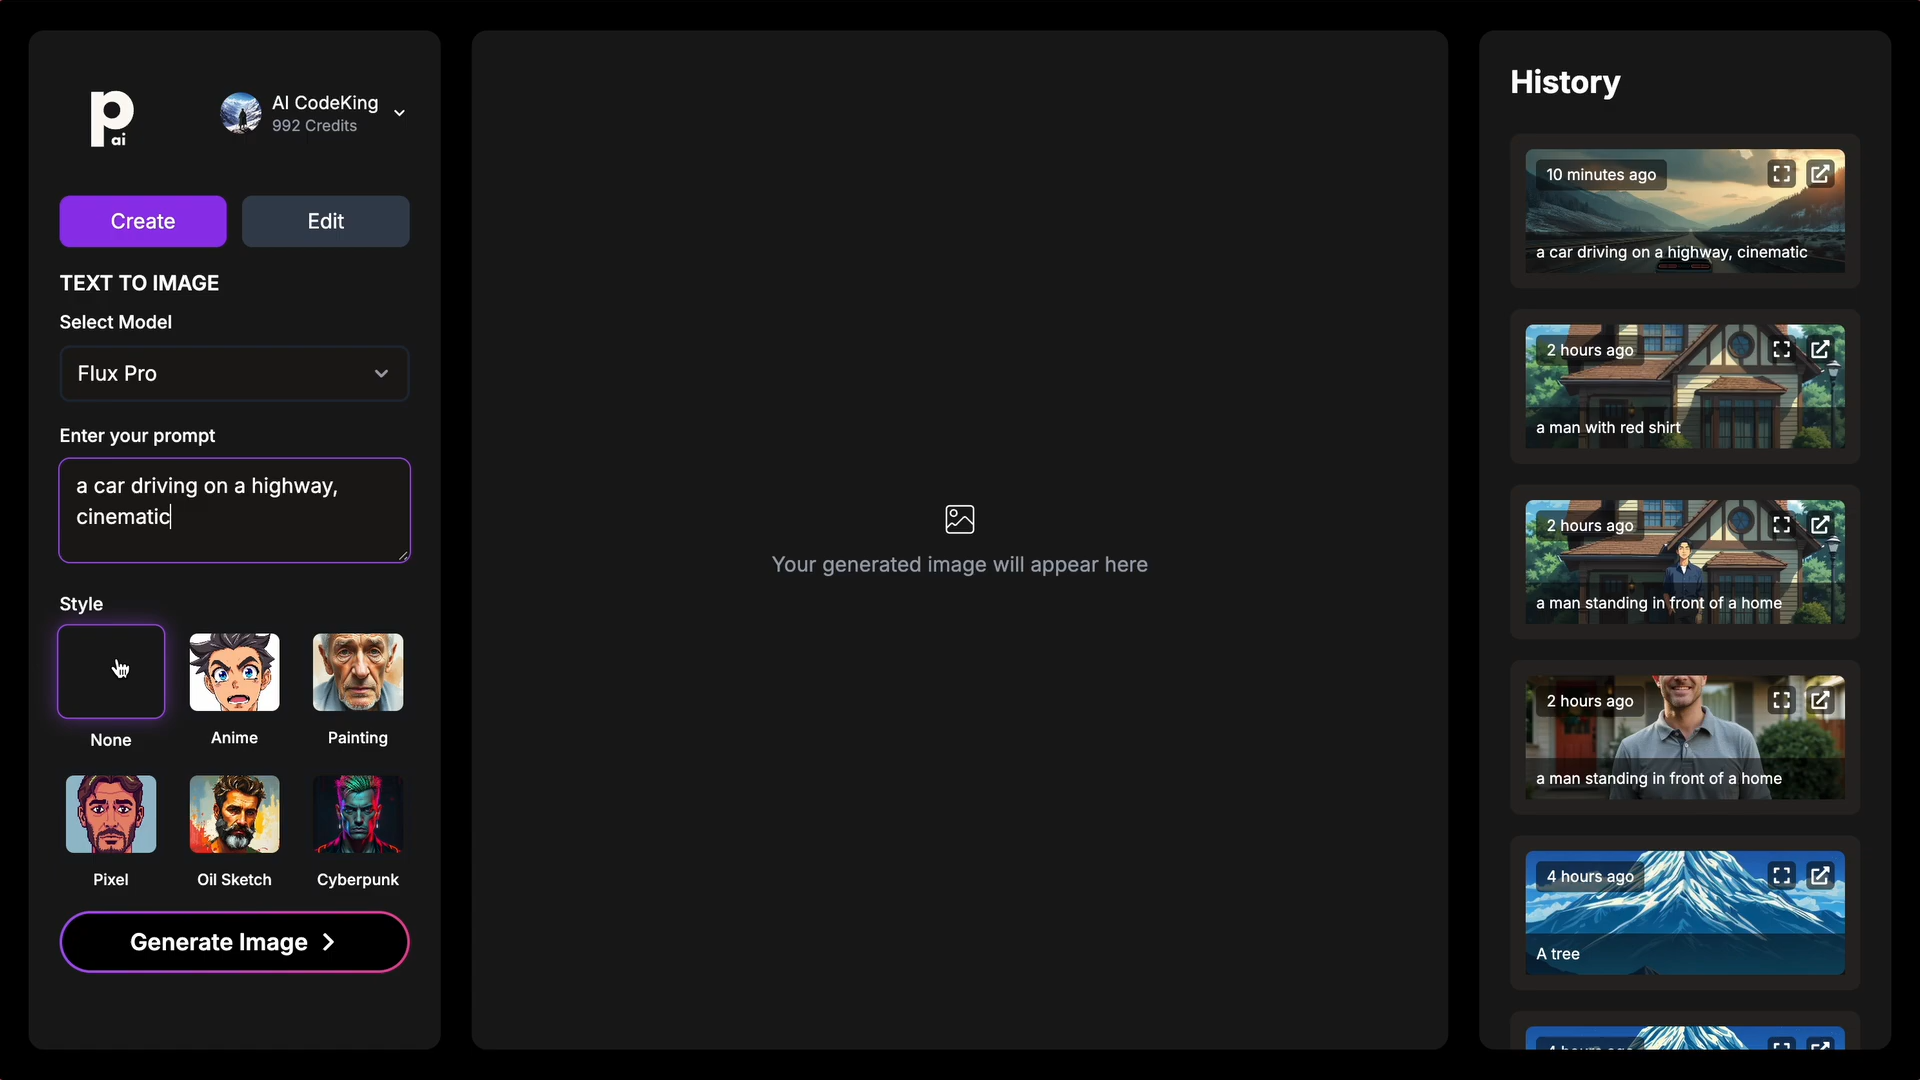 p
ai
AI CodeKing
992 Credits
Create
Edit
TEXT TO IMAGE
Select Model
Flux Pro
Enter your prompt
a car driving on a highway,
cinematic
Style
None
Anime
Painting
Pixel
Oil Sketch
Cyberpunk
Generate Image
Your generated image will appear here
History
10 minutes ago
a car driving on a highway, cinematic
2 hours ago
a man with red shirt
2 hours ago
a man standing in front of a home
2 hours ago
a man standing in front of a home
4 hours ago
A tree
4 hours ago